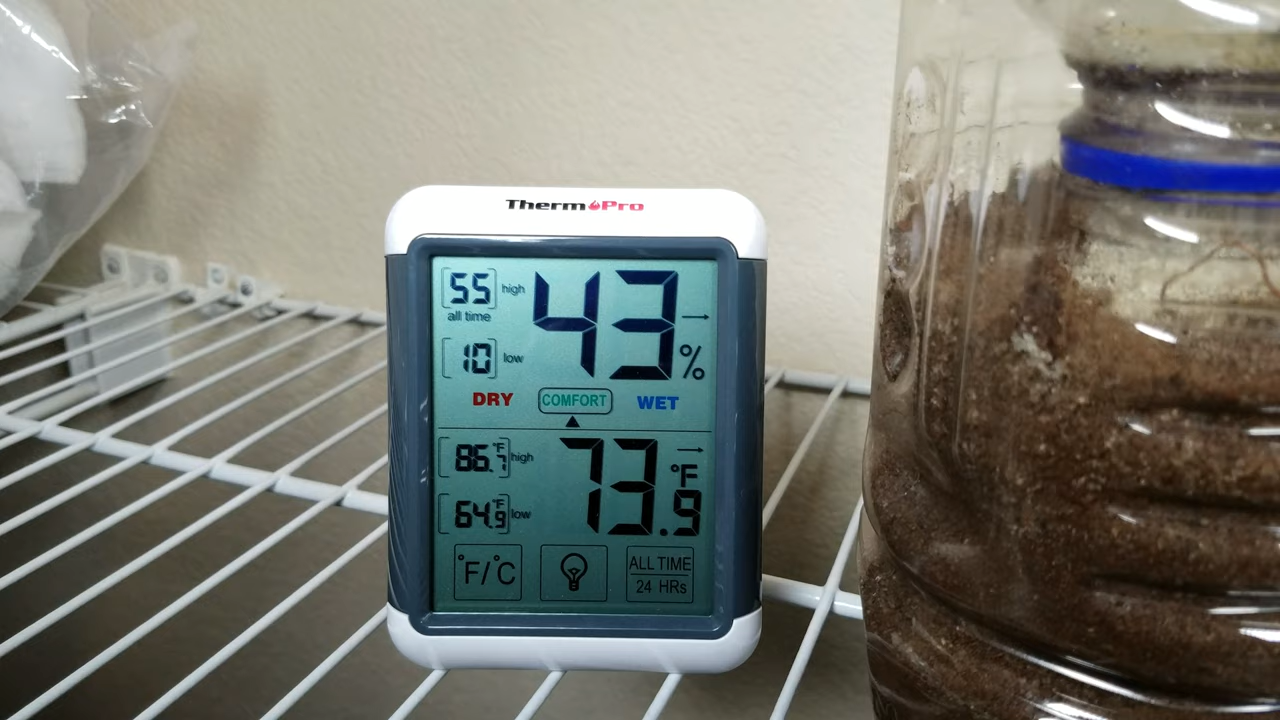 ThermPro
55 high 43 %
all time
10 low
DRY COMFORT WET
86.7 °F high 73.9 °F
64.9 °F low
°F/°C ALL TIME
24 HRs